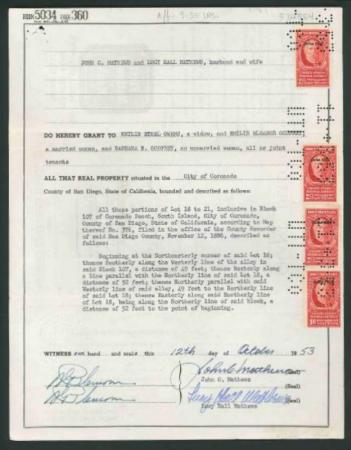 BOOK 5034 PAGE 360
JOHN C. MATHEWS and LUCY HALL MATHEWS, husband and wife
DO HEREBY GRANT TO EMILIE ETHEL OWENS, a widow, and EMILIE ELEANOR GODFREY,
a married woman, and BARBARA E. GODFREY, an unmarried woman, all as joint
tenants
ALL THAT REAL PROPERTY situated in the City of Coronado
County of San Diego, State of California, bounded and described as follows:
All those portions of Lot 18 to 21, inclusive in Block
107 of Coronado Beach, South Island, City of Coronado,
County of San Diego, State of California, according to Map
thereof No. 376, filed in the office of the County Recorder
of said San Diego County, November 12, 1886, described as
follows:
Beginning at the Northeasterly corner of said Lot 18;
thence Southerly along the Westerly line of the alley in
said Block 107, a distance of 49 feet; thence Westerly along
a line parallel with the Northerly line of said Lot 18, a
distance of 52 feet; thence Northerly parallel with said
Westerly line of said alley, 49 feet to the Northerly line
of said Lot 18; thence Easterly along said Northerly line
of Lot 18, being along the Northerly line of said block, a
distance of 52 feet to the point of beginning.
WITNESS our hand and seals this 12th day of October 1953
John C. Mathews (Seal)
John C. Mathews (Seal)
Lucy Hall Mathews (Seal)
Lucy Hall Mathews